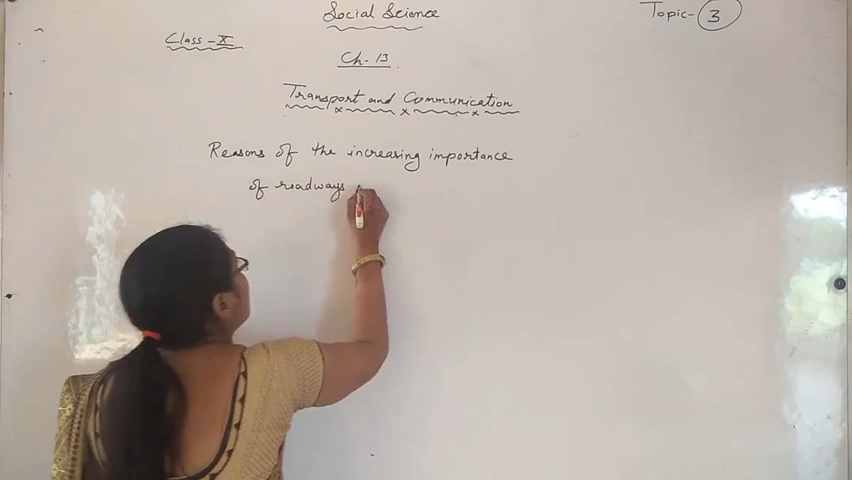 Social Science
Topic- 3
Class-X
Ch-13
Transport and Communication
Reasons of the increasing importance
of roadways